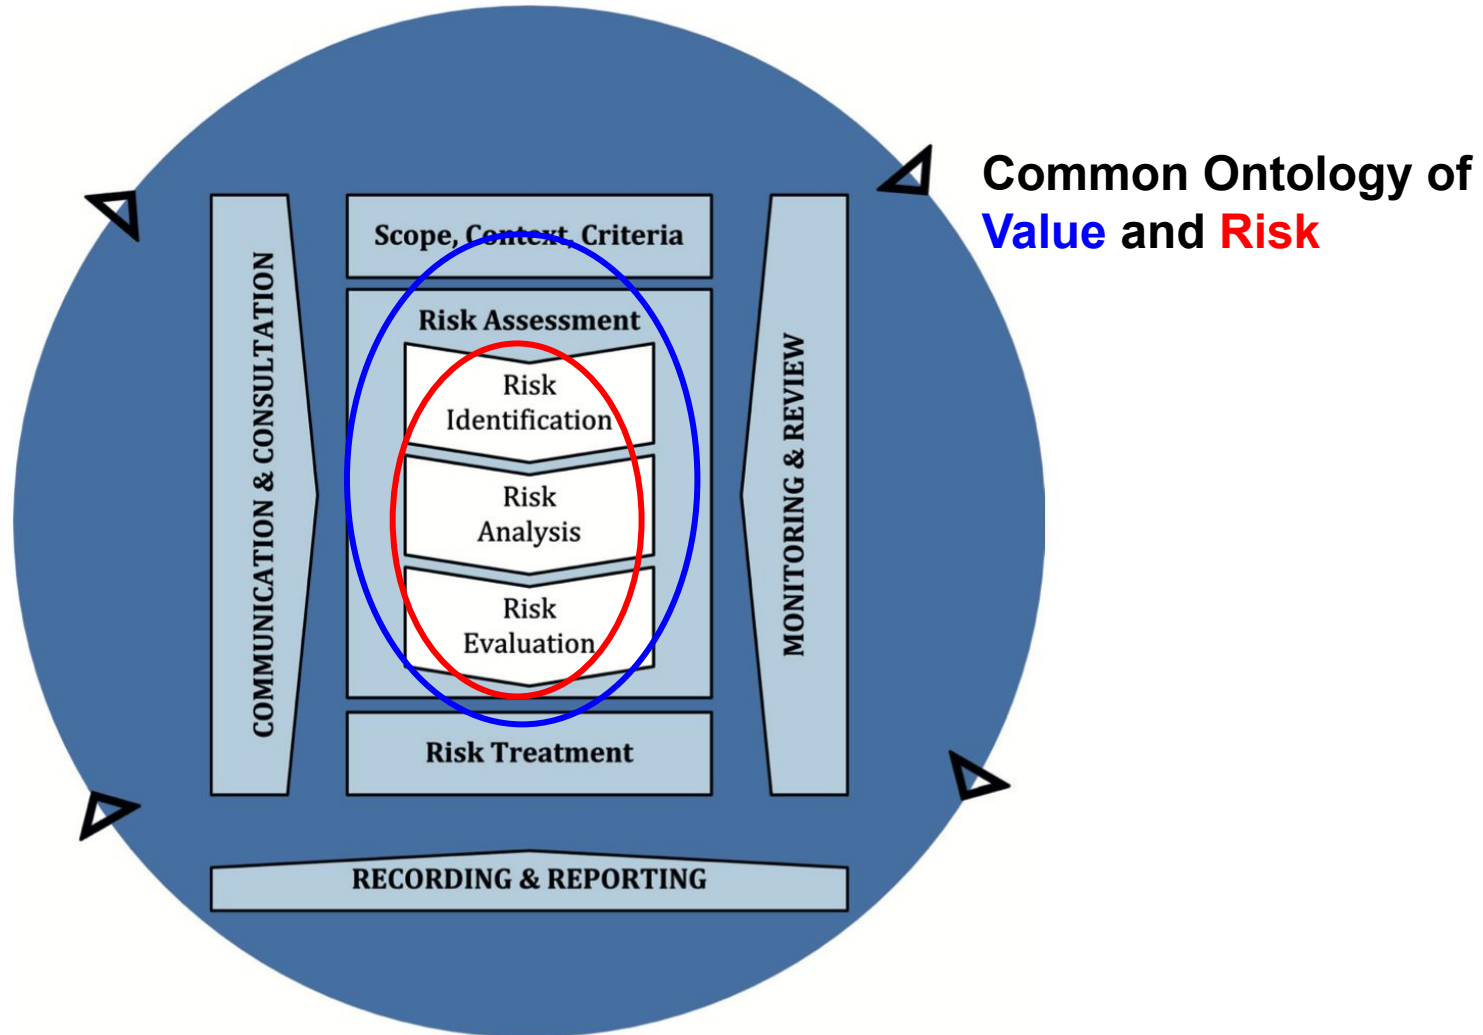 Common Ontology of
Value and Risk
Scope, Context, Criteria
Risk Assessment
Risk
Identification
Risk
Analysis
Risk
Evaluation
Risk Treatment
COMMUNICATION & CONSULTATION
MONITORING & REVIEW
RECORDING & REPORTING